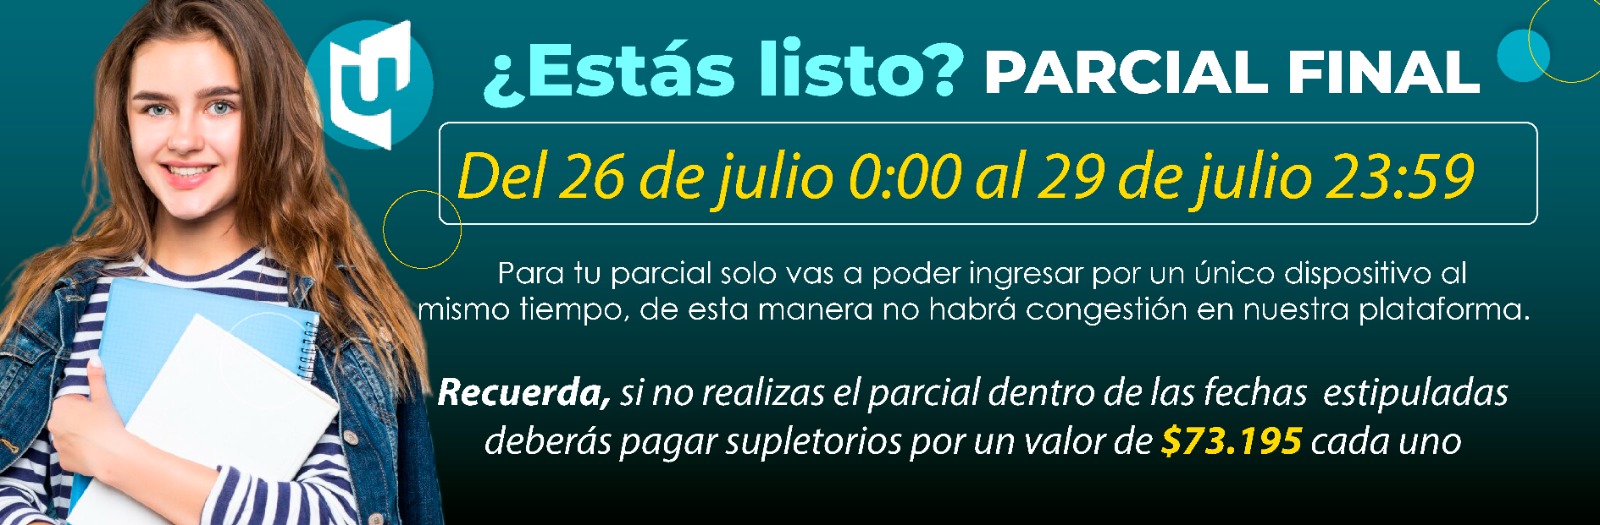 ¿Estás listo? PARCIAL FINAL
Del 26 de julio 0:00 al 29 de julio 23:59
Para tu parcial solo vas a poder ingresar por un único dispositivo al
mismo tiempo, de esta manera no habrá congestión en nuestra plataforma.
Recuerda, si no realizas el parcial dentro de las fechas estipuladas
deberás pagar supletorios por un valor de $73.195 cada uno